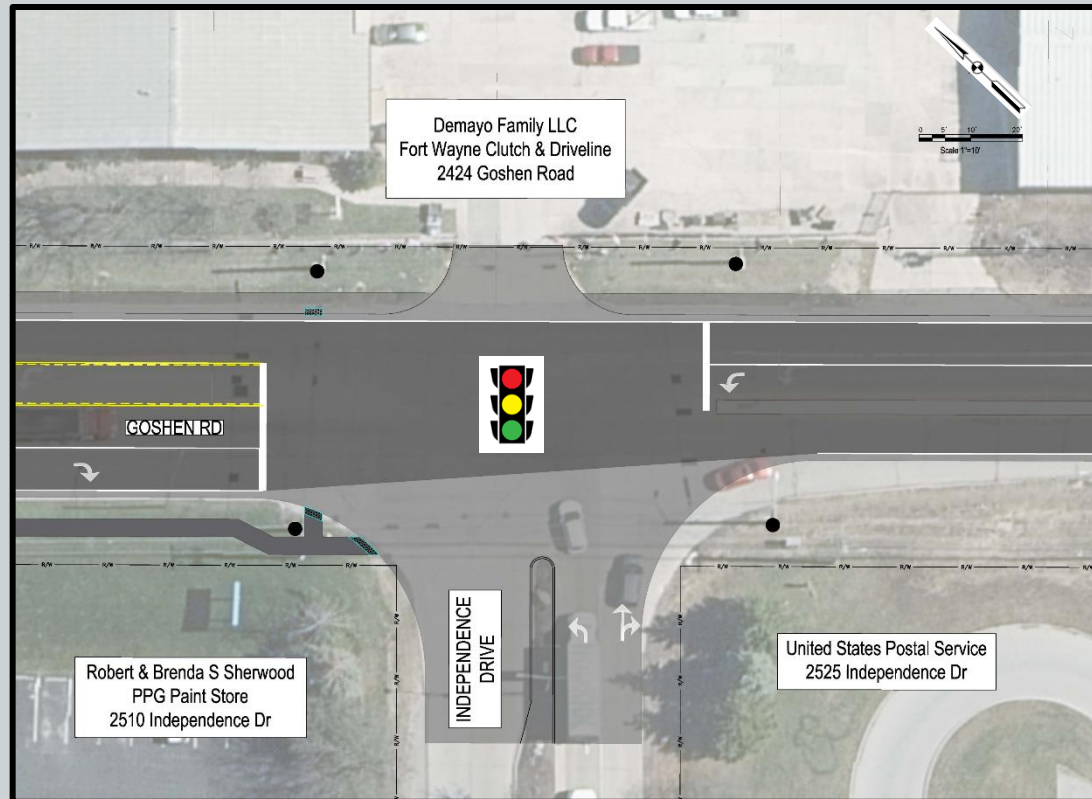 Demayo Family LLC
Fort Wayne Clutch & Driveline
2424 Goshen Road
0 5' 10' 20'
Scale 1"=10'
R/W R/W R/W R/W R/W R/W R/W R/W R/W R/W R/W R/W R/W R/W R/W R/W
GOSHEN RD
R/W R/W R/W R/W R/W R/W
R/W R/W R/W R/W R/W R/W R/W
INDEPENDENCE
DRIVE
Robert & Brenda S Sherwood
PPG Paint Store
2510 Independence Dr
United States Postal Service
2525 Independence Dr
R/W
R/W
R/W
R/W
R/W
R/W
R/W
R/W